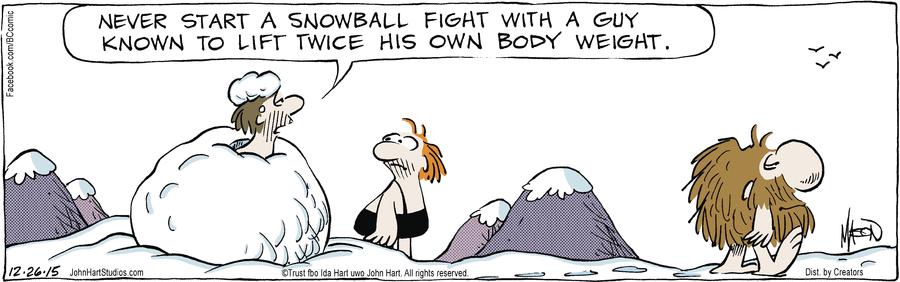 NEVER START A SNOWBALL FIGHT WITH A GUY
KNOWN TO LIFT TWICE HIS OWN BODY WEIGHT.
Facebook.com/BCcomic
MASON
12·26·15
JohnHartStudios.com
©Trust fbo Ida Hart uwo John Hart. All rights reserved.
Dist. by Creators